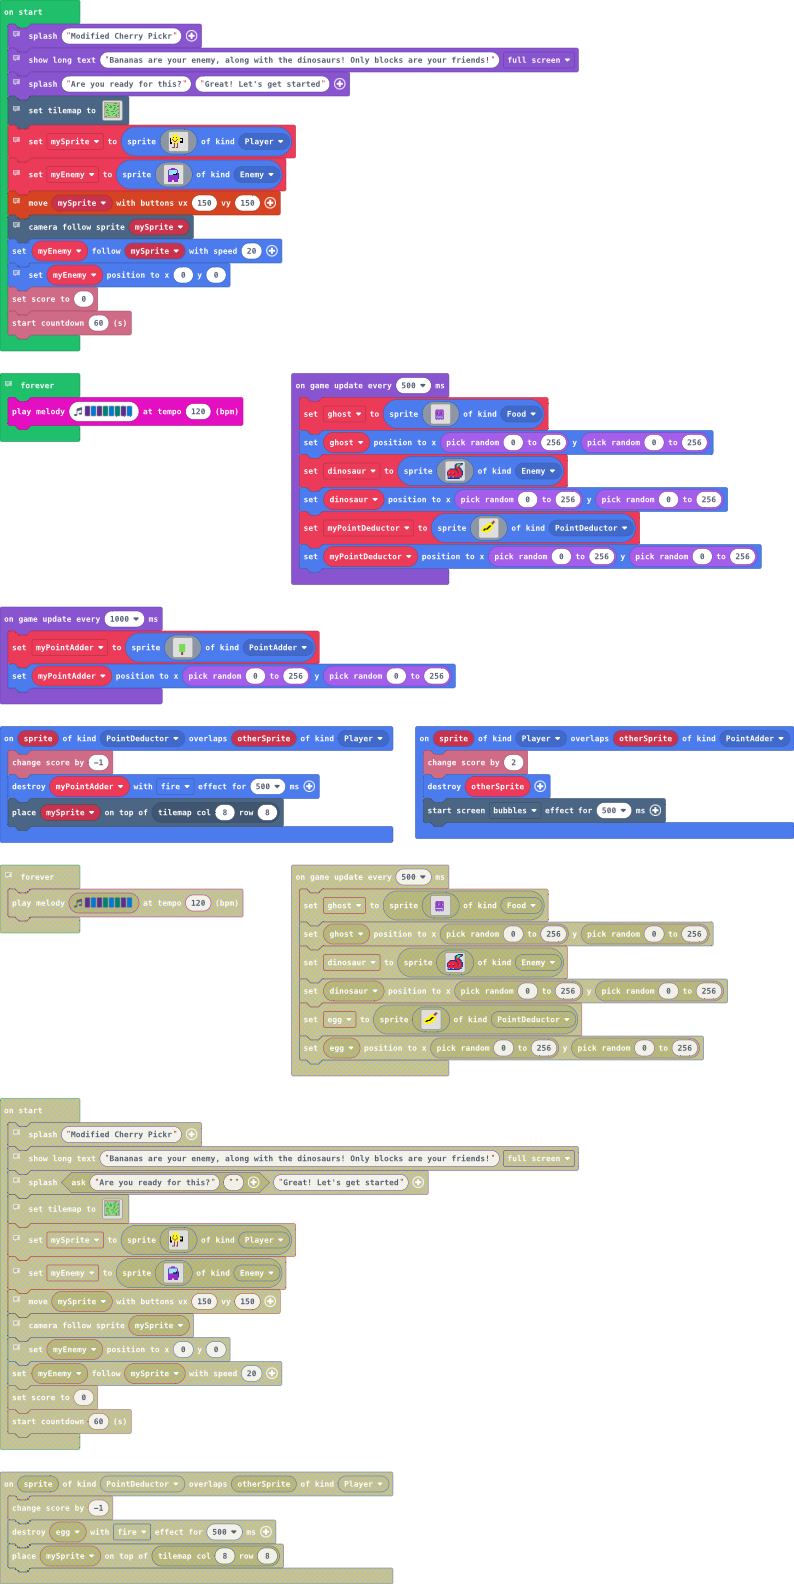 on start
splash "Modified Cherry Pickr"
show long text "Bananas are your enemy, along with the dinosaurs! Only blocks are your friends!" full screen
splash "Are you ready for this?" "Great! Let's get started"
set tilemap to
set mySprite to sprite of kind Player
set myEnemy to sprite of kind Enemy
move mySprite with buttons vx 150 vy 150
camera follow sprite mySprite
set myEnemy follow mySprite with speed 20
set myEnemy position to x 0 y 0
set score to 0
start countdown 60 (s)
forever
play melody at tempo 120 (bpm)
on game update every 500 ms
set ghost to sprite of kind Food
set ghost position to x pick random 0 to 256 y pick random 0 to 256
set dinosaur to sprite of kind Enemy
set dinosaur position to x pick random 0 to 256 y pick random 0 to 256
set myPointDeductor to sprite of kind PointDeductor
set myPointDeductor position to x pick random 0 to 256 y pick random 0 to 256
on game update every 1000 ms
set myPointAdder to sprite of kind PointAdder
set myPointAdder position to x pick random 0 to 256 y pick random 0 to 256
on sprite of kind PointDeductor overlaps otherSprite of kind Player
change score by -1
destroy myPointAdder with fire effect for 500 ms
place mySprite on top of tilemap col 8 row 8
on sprite of kind Player overlaps otherSprite of kind PointAdder
change score by 2
destroy otherSprite
start screen bubbles effect for 500 ms
forever
play melody at tempo 120 (bpm)
on game update every 500 ms
set ghost to sprite of kind Food
set ghost position to x pick random 0 to 256 y pick random 0 to 256
set dinosaur to sprite of kind Enemy
set dinosaur position to x pick random 0 to 256 y pick random 0 to 256
set egg to sprite of kind PointDeductor
set egg position to x pick random 0 to 256 y pick random 0 to 256
on start
splash "Modified Cherry Pickr"
show long text "Bananas are your enemy, along with the dinosaurs! Only blocks are your friends!" full screen
splash ask "Are you ready for this?" "" "Great! Let's get started"
set tilemap to
set mySprite to sprite of kind Player
set myEnemy to sprite of kind Enemy
move mySprite with buttons vx 150 vy 150
camera follow sprite mySprite
set myEnemy position to x 0 y 0
set myEnemy follow mySprite with speed 20
set score to 0
start countdown 60 (s)
on sprite of kind PointDeductor overlaps otherSprite of kind Player
change score by -1
destroy egg with fire effect for 500 ms
place mySprite on top of tilemap col 8 row 8